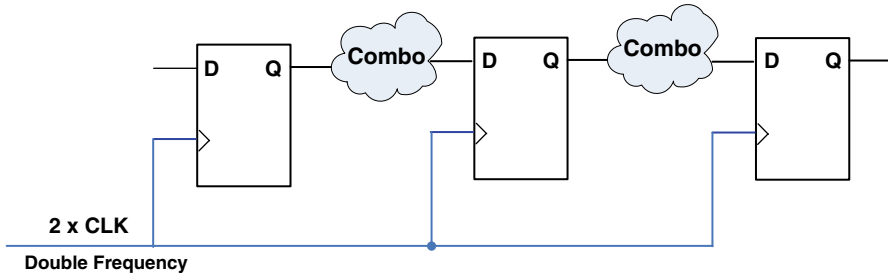 D Q Combo D Q Combo D Q
2 x CLK
Double Frequency